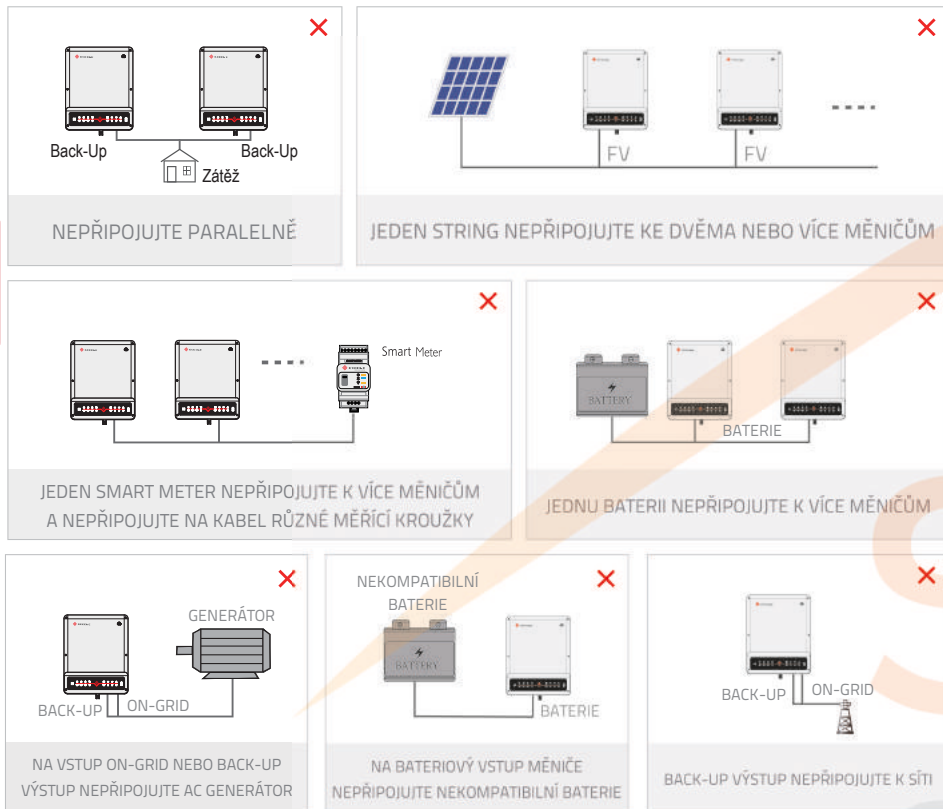 Back-Up
Back-Up
Zátěž
NEPŘIPOJUJTE PARALELNĚ
FV
FV
JEDEN STRING NEPŘIPOJUJTE KE DVĚMA NEBO VÍCE MĚNIČŮM
Smart Meter
JEDEN SMART METER NEPŘIPOJUJTE K VÍCE MĚNIČŮM
A NEPŘIPOJUJTE NA KABEL RŮZNÉ MĚŘÍCÍ KROUŽKY
BATTERY
BATERIE
JEDNU BATERII NEPŘIPOJUJTE K VÍCE MĚNIČŮM
GENERÁTOR
BACK-UP
ON-GRID
NA VSTUP ON-GRID NEBO BACK-UP
VÝSTUP NEPŘIPOJUJTE AC GENERÁTOR
NEKOMPATIBILNÍ
BATERIE
BATTERY
BATERIE
NA BATERIOVÝ VSTUP MĚNIČE
NEPŘIPOJUJTE NEKOMPATIBILNÍ BATERIE
BACK-UP
ON-GRID
BACK-UP VÝSTUP NEPŘIPOJUJTE K SÍTI